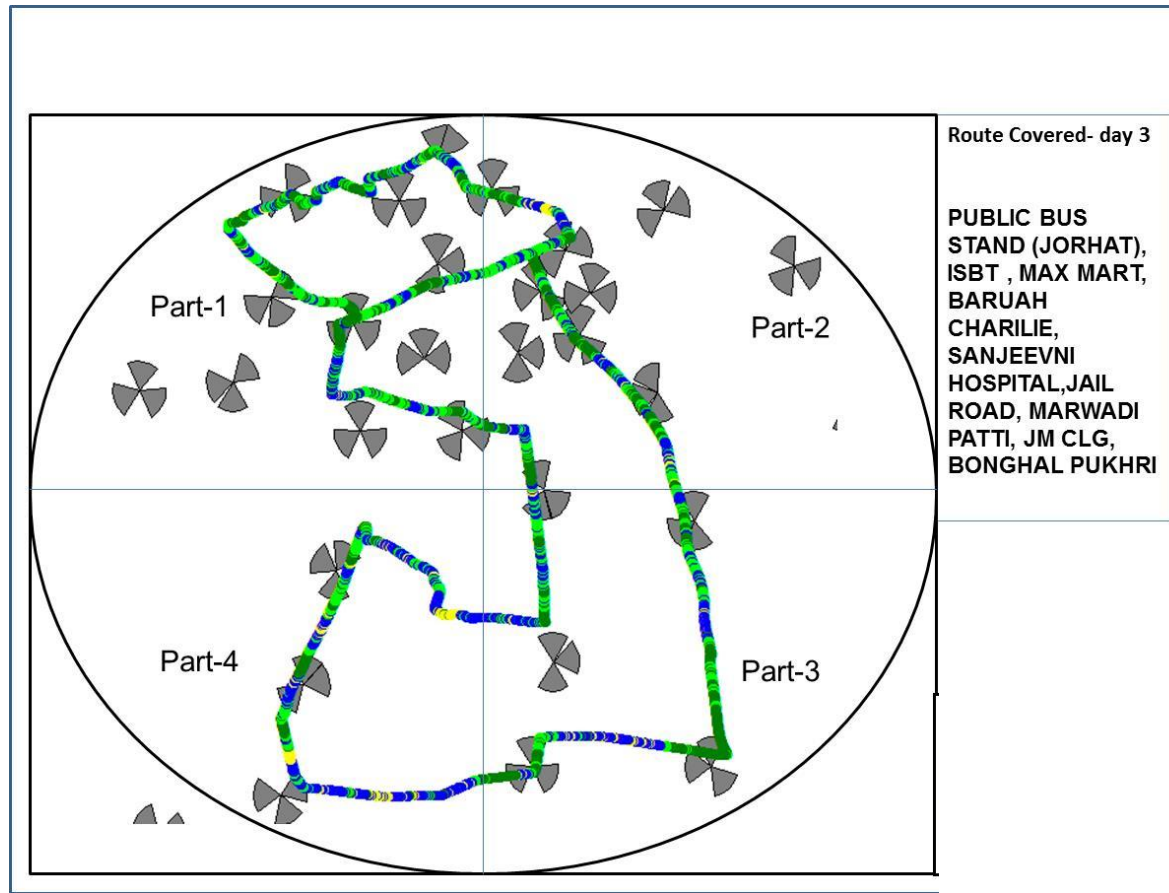 Route Covered- day 3
PUBLIC BUS
STAND (JORHAT),
ISBT , MAX MART,
BARUAH
CHARILIE,
SANJEEVNI
HOSPITAL,JAIL
ROAD, MARWADI
PATTI, JM CLG,
BONGHAL PUKHRI
Part-1
Part-2
Part-4
Part-3